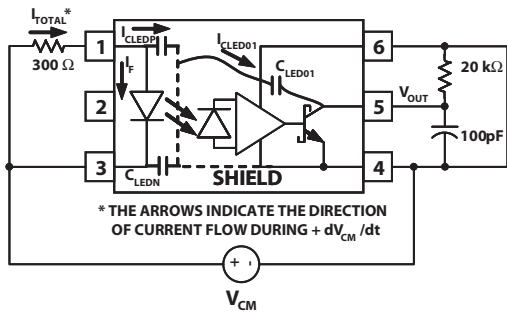 I_TOTAL*
300 Ω
1
2
3
I_CLEDP
I_F
I_CLED01
C_LED01
C_LEDN
SHIELD
6
5
4
20 kΩ
V_OUT
100pF
* THE ARROWS INDICATE THE DIRECTION
OF CURRENT FLOW DURING + dV_CM /dt
+ -
V_CM